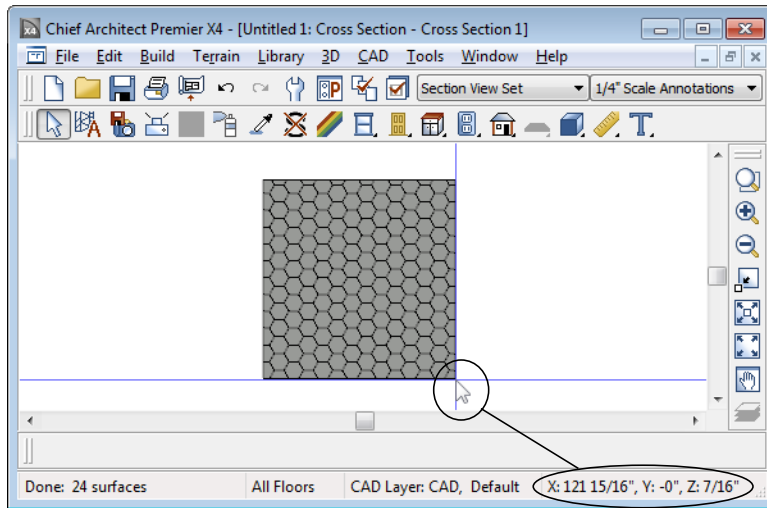 Chief Architect Premier X4 - [Untitled 1: Cross Section - Cross Section 1]
File Edit Build Terrain Library 3D CAD Tools Window Help
Section View Set 1/4" Scale Annotations
Done: 24 surfaces All Floors CAD Layer: CAD, Default X: 121 15/16", Y: -0", Z: 7/16"